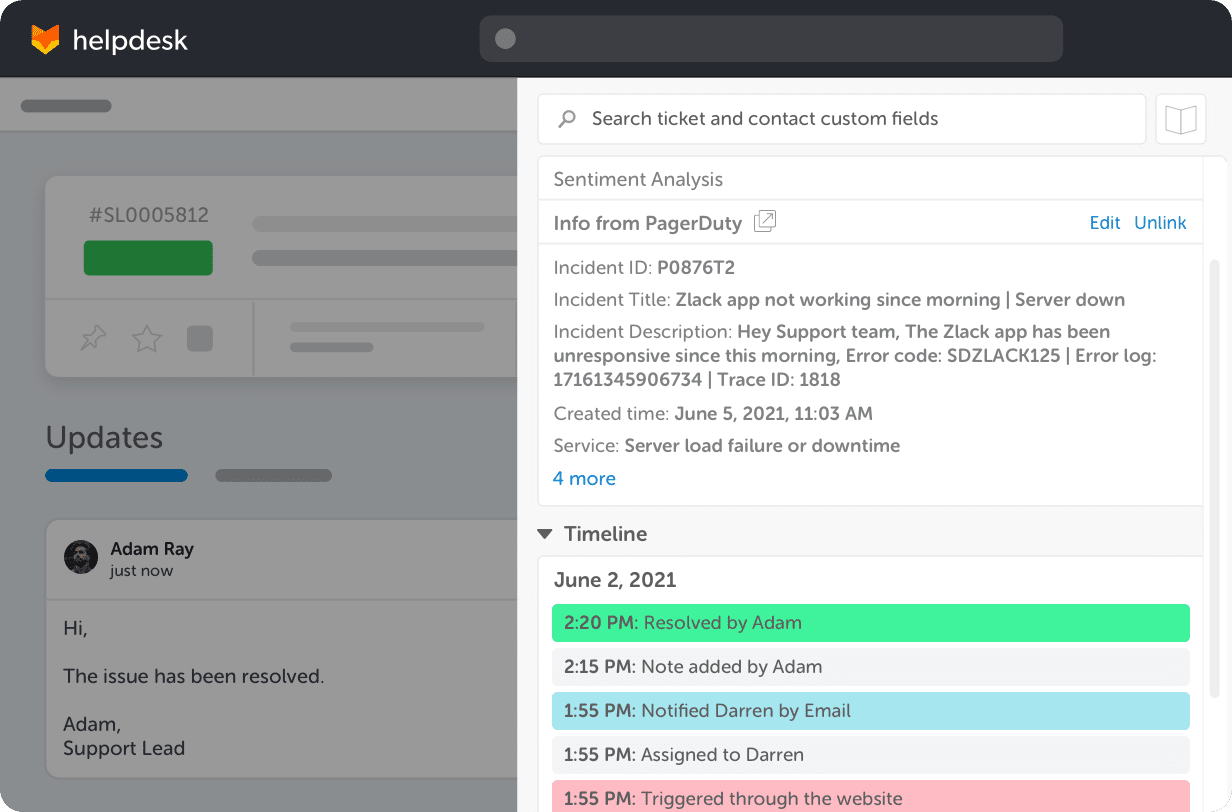 helpdesk
#SL0005812
Updates
Adam Ray
just now
Hi,
The issue has been resolved.
Adam,
Support Lead
Search ticket and contact custom fields
Sentiment Analysis
Info from PagerDuty
Edit Unlink
Incident ID: P0876T2
Incident Title: Zlack app not working since morning | Server down
Incident Description: Hey Support team, The Zlack app has been
unresponsive since this morning, Error code: SDZLACK125 | Error log:
17161345906734 | Trace ID: 1818
Created time: June 5, 2021, 11:03 AM
Service: Server load failure or downtime
4 more
Timeline
June 2, 2021
2:20 PM: Resolved by Adam
2:15 PM: Note added by Adam
1:55 PM: Notified Darren by Email
1:55 PM: Assigned to Darren
1:55 PM: Triggered through the website